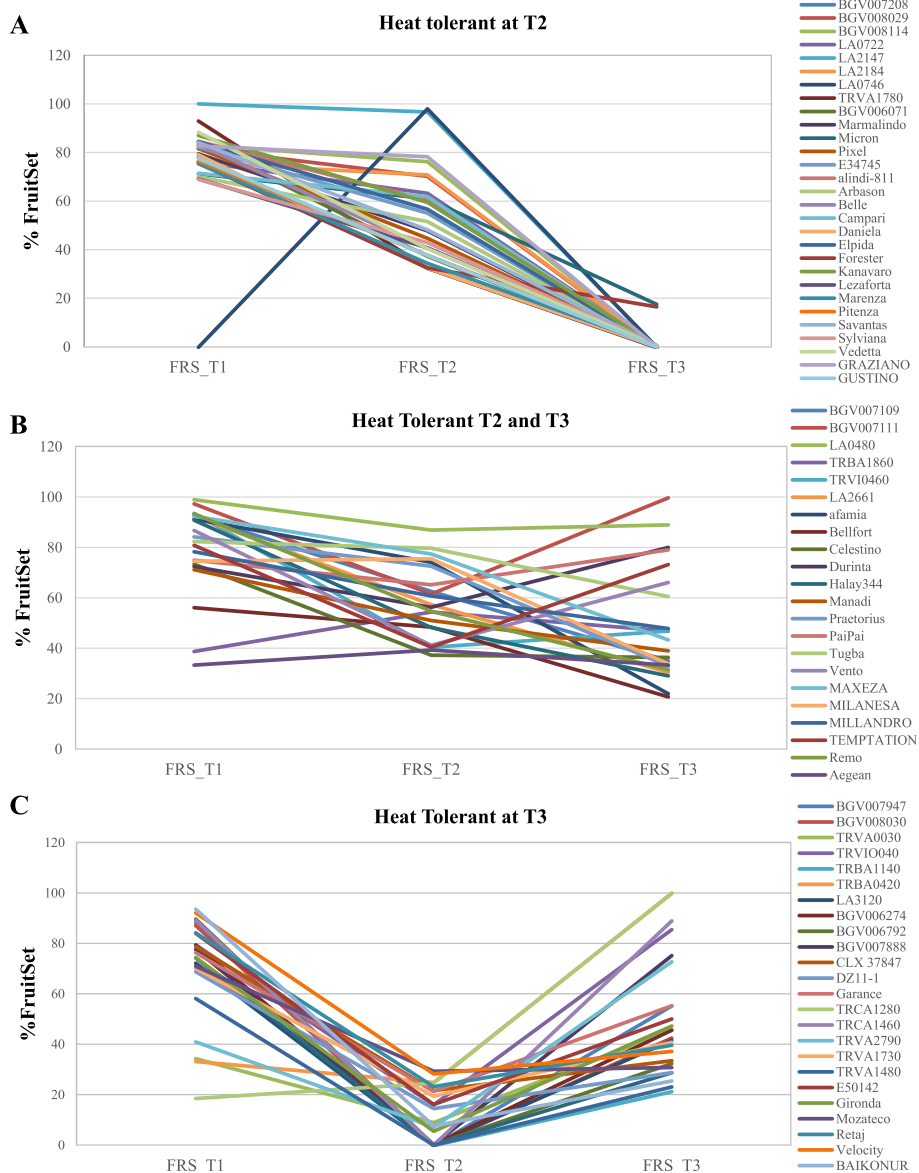 A
Heat tolerant at T2
% FruitSet
120
100
80
60
40
20
0
FRS_T1
FRS_T2
FRS_T3
BGV007208
BGV008029
BGV008114
LA0722
LA2147
LA2184
LA0746
TRVA1780
BGV006071
Marmalindo
Micron
Pixel
E34745
alindi-811
Arbason
Belle
Campari
Daniela
Elpida
Forester
Kanavaro
Lezaforta
Marenza
Pitenza
Savantas
Sylviana
Vedetta
GRAZIANO
GUSTINO
B
Heat Tolerant T2 and T3
% FruitSet
120
100
80
60
40
20
0
FRS_T1
FRS_T2
FRS_T3
BGV007109
BGV007111
LA0480
TRBA1860
TRVI0460
LA2661
afamia
Bellfort
Celestino
Durinta
Halay344
Manadi
Praetorius
PaiPai
Tugba
Vento
MAXEZA
MILANESA
MILLANDRO
TEMPTATION
Remo
Aegean
C
Heat Tolerant at T3
%FruitSet
120
100
80
60
40
20
0
FRS_T1
FRS_T2
FRS_T3
BGV007947
BGV008030
TRVA0030
TRVIO040
TRBA1140
TRBA0420
LA3120
BGV006274
BGV006792
BGV007888
CLX 37847
DZ11-1
Garance
TRCA1280
TRCA1460
TRVA2790
TRVA1730
TRVA1480
E50142
Gironda
Mozateco
Retaj
Velocity
BAIKONUR